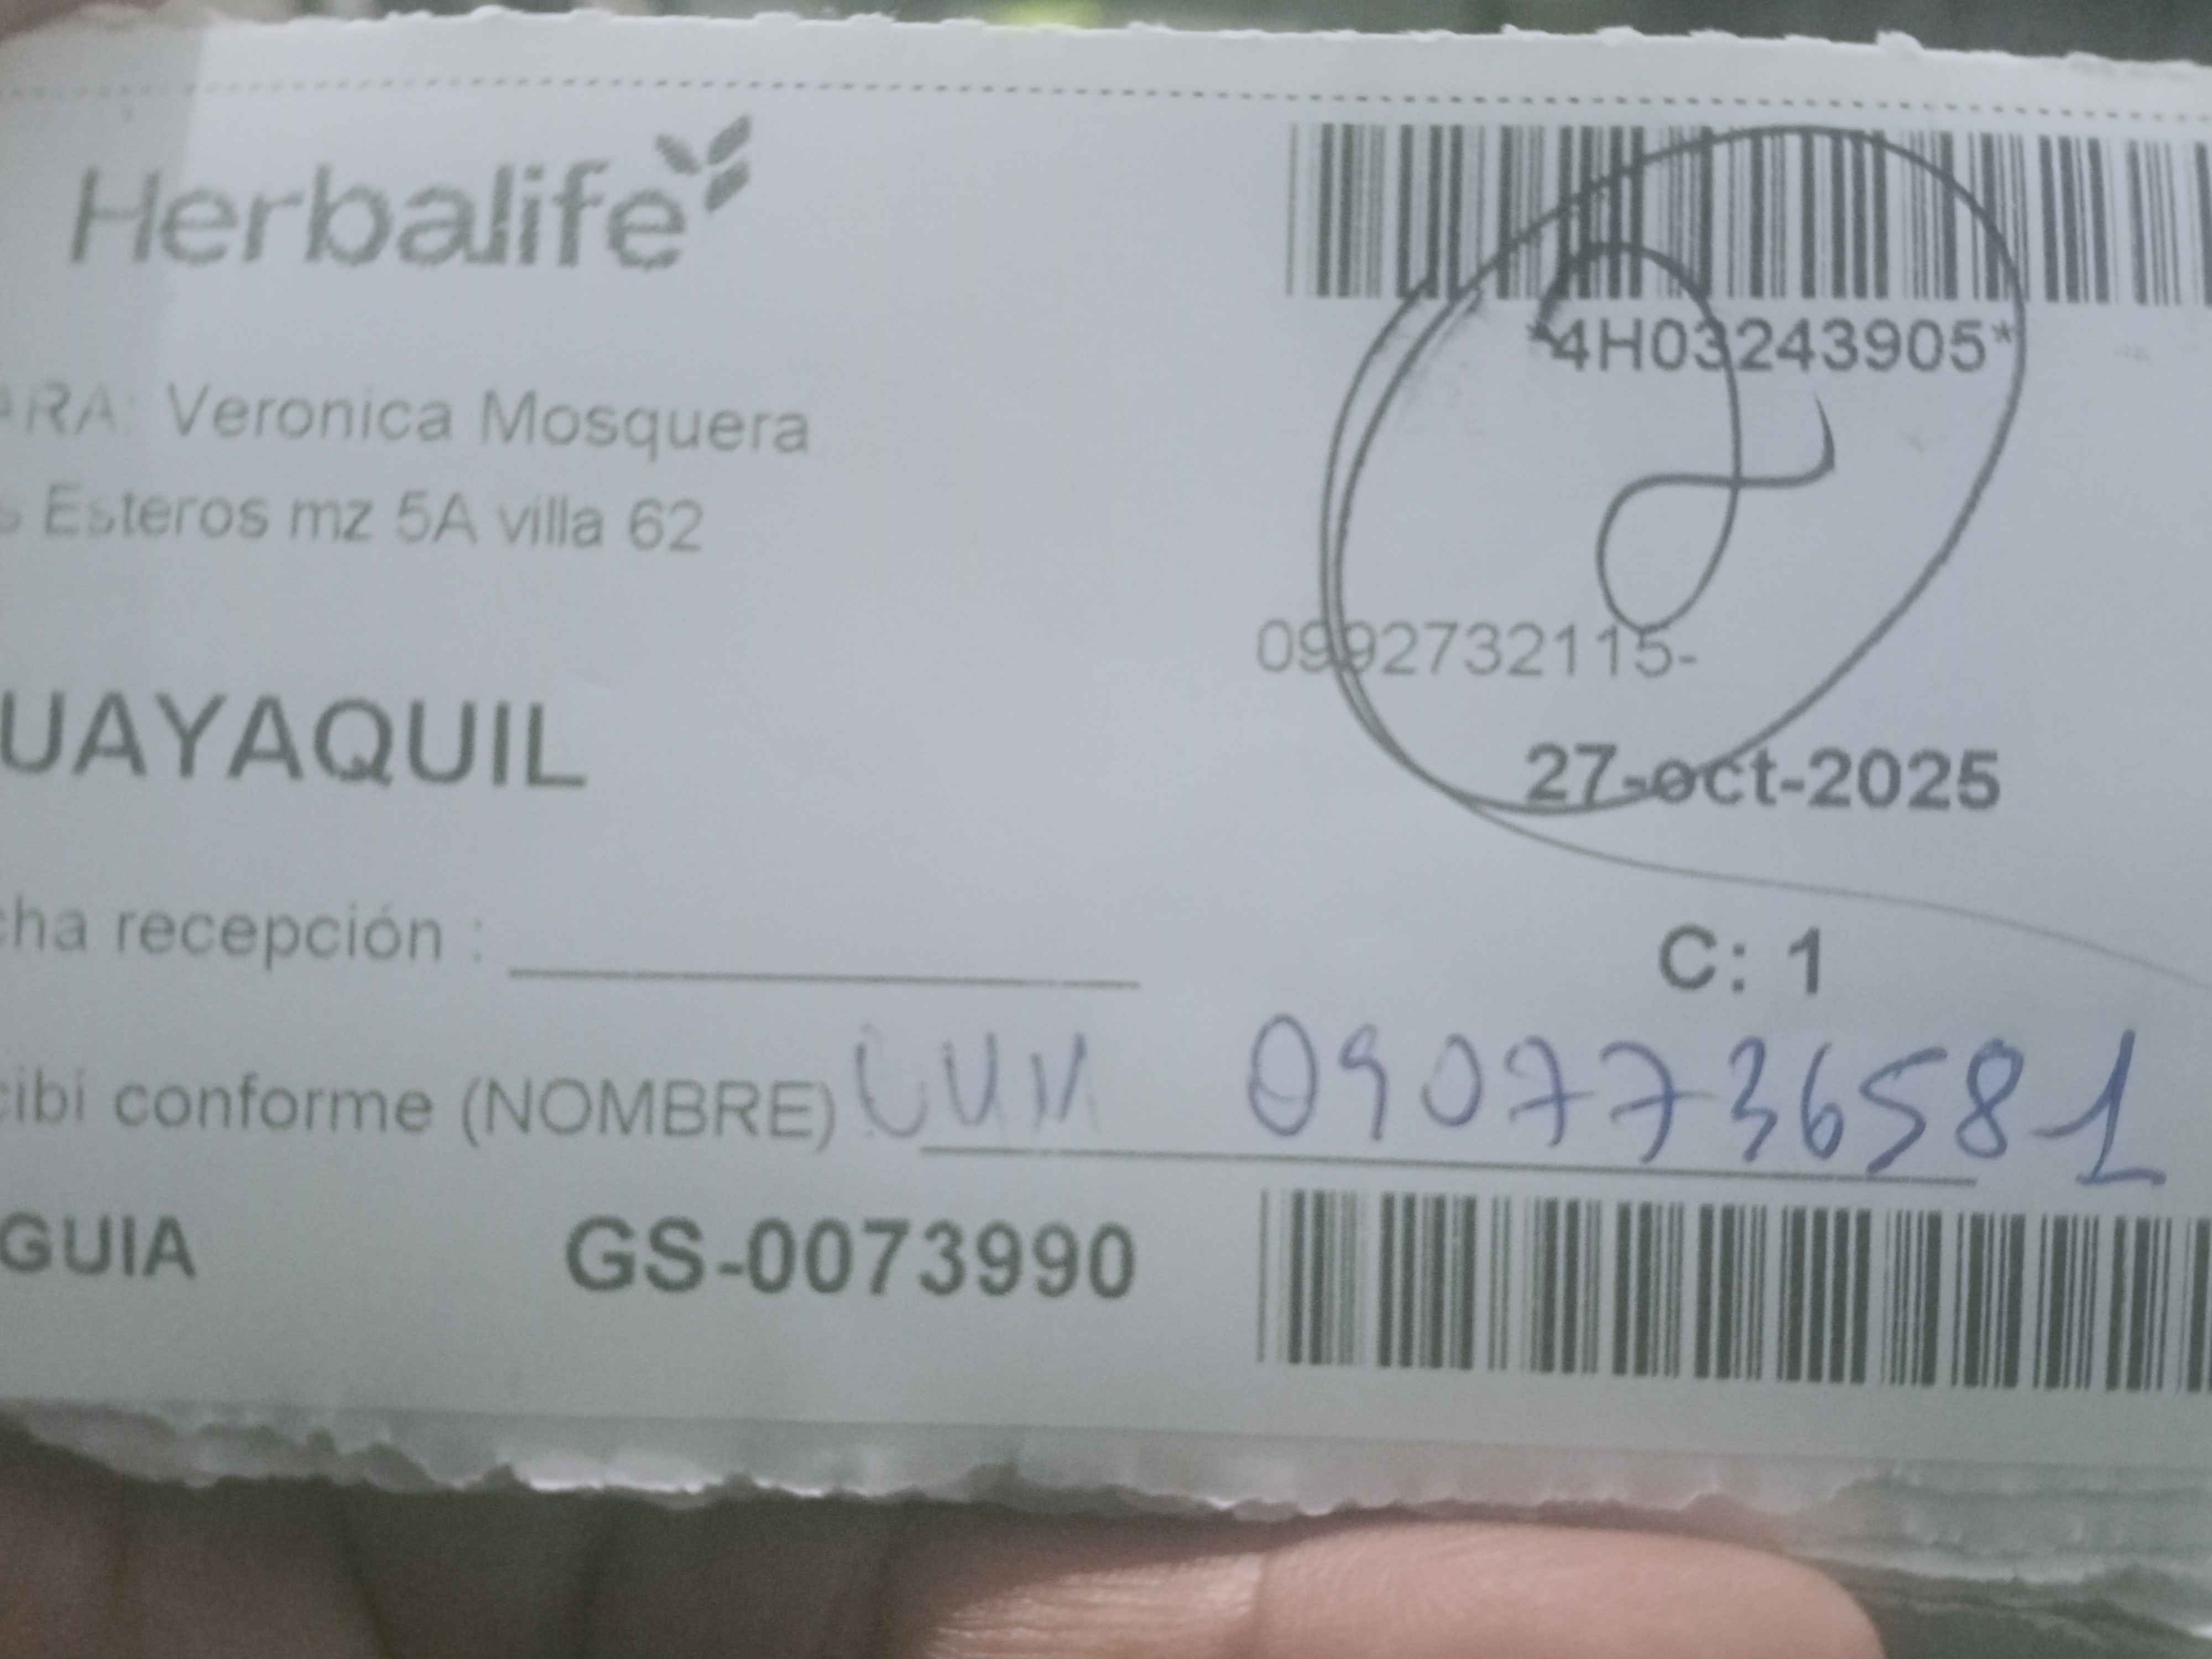 Herbalife
*4H03243905*
ARA: Veronica Mosquera
s Esteros mz 5A villa 62
0992732115-
UAYAQUIL
27-oct-2025
cha recepción :
C: 1
cibí conforme (NOMBRE) 0907736581
GUIA GS-0073990